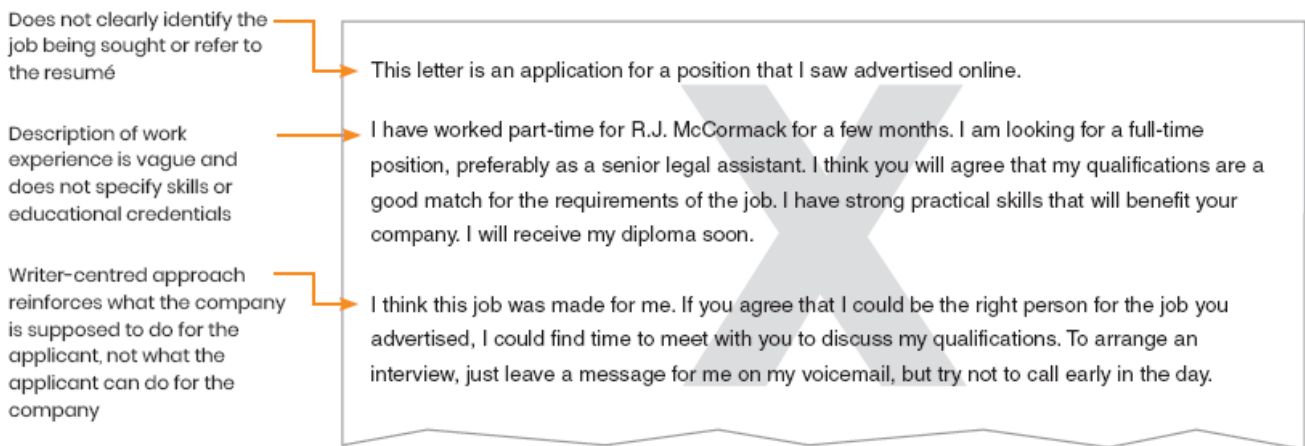 Does not clearly identify the
job being sought or refer to
the resumé
This letter is an application for a position that I saw advertised online.
Description of work
experience is vague and
does not specify skills or
educational credentials
I have worked part-time for R.J. McCormack for a few months. I am looking for a full-time
position, preferably as a senior legal assistant. I think you will agree that my qualifications are a
good match for the requirements of the job. I have strong practical skills that will benefit your
company. I will receive my diploma soon.
Writer-centred approach
reinforces what the company
is supposed to do for the
applicant, not what the
applicant can do for the
company
I think this job was made for me. If you agree that I could be the right person for the job you
advertised, I could find time to meet with you to discuss my qualifications. To arrange an
interview, just leave a message for me on my voicemail, but try not to call early in the day.